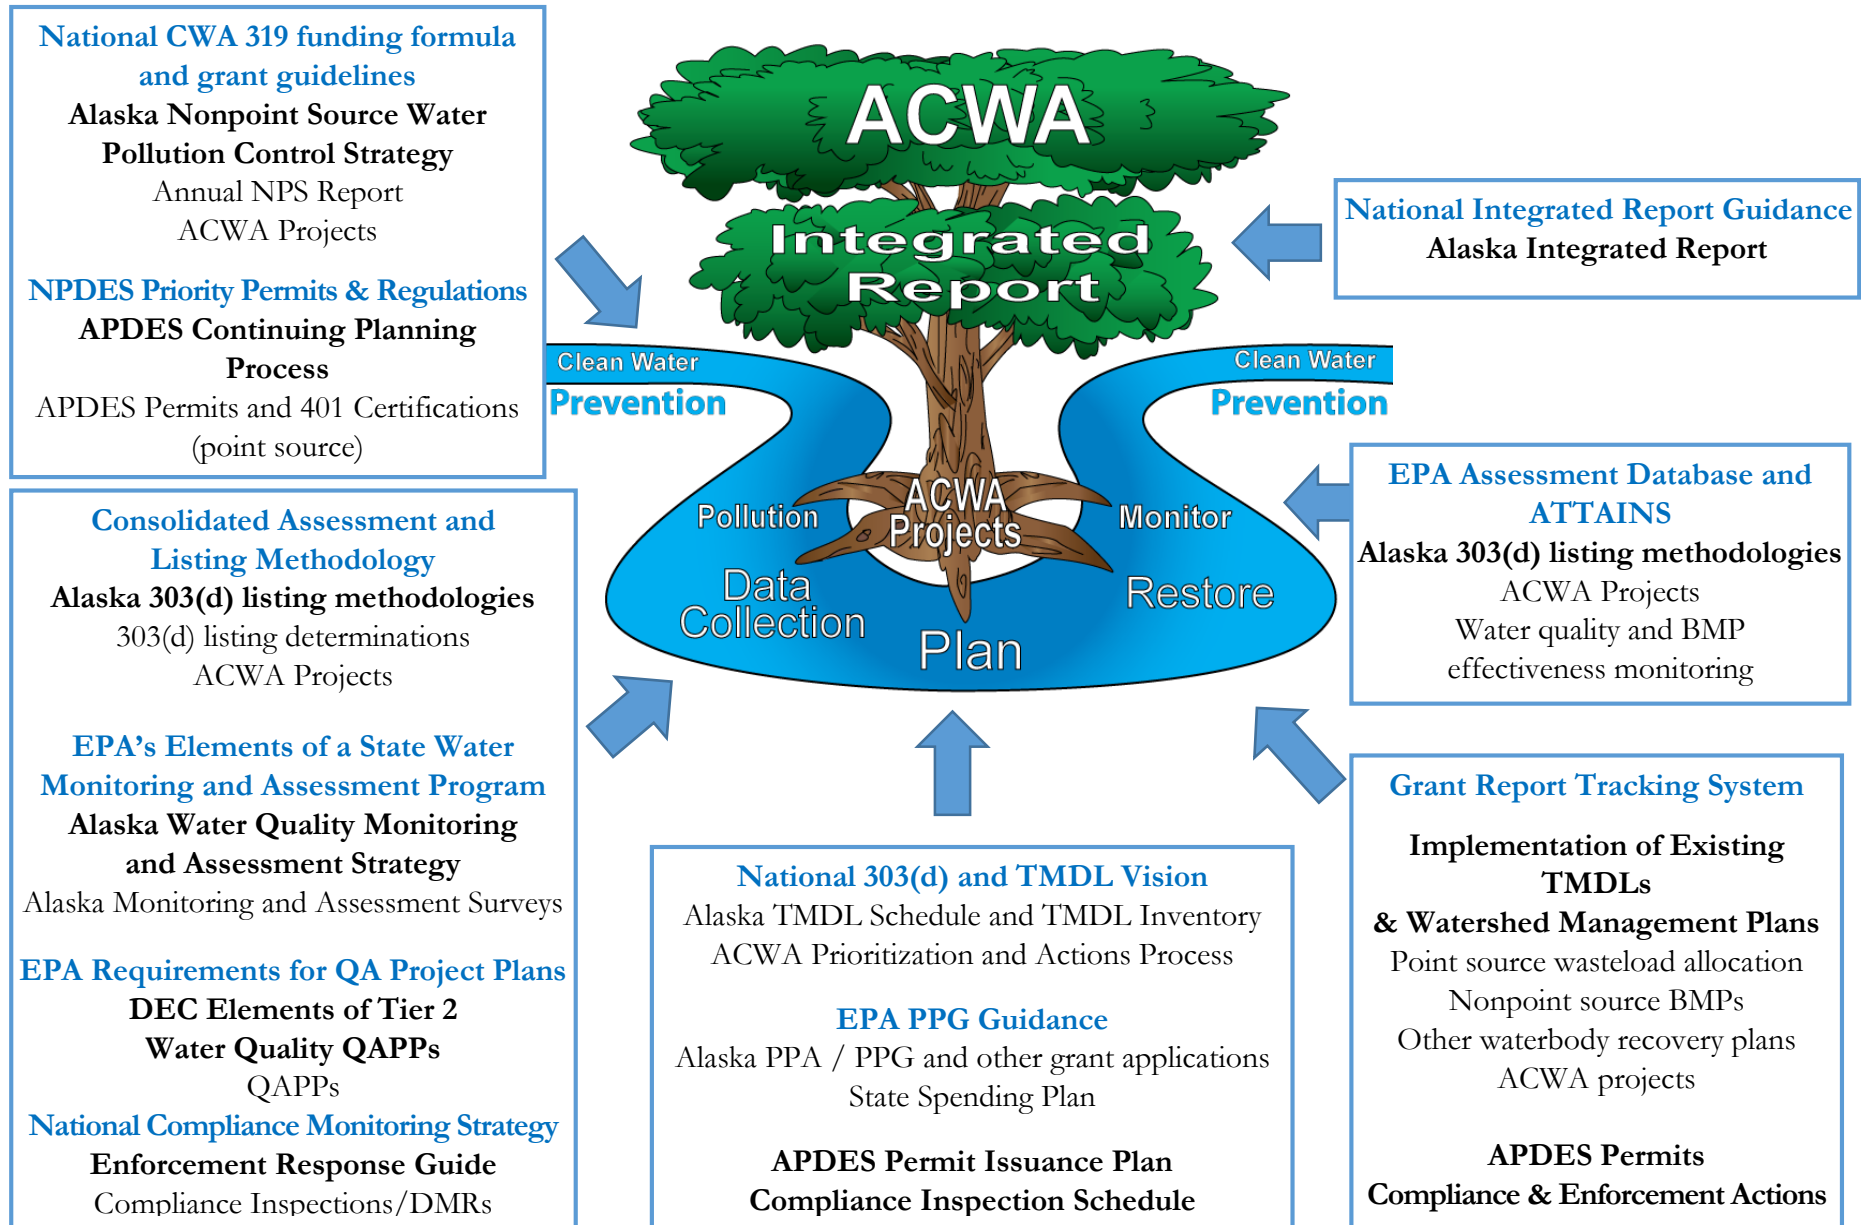 National CWA 319 funding formula
and grant guidelines
Alaska Nonpoint Source Water
Pollution Control Strategy
Annual NPS Report
ACWA Projects
NPDES Priority Permits & Regulations
APDES Continuing Planning
Process
APDES Permits and 401 Certifications
(point source)
Consolidated Assessment and
Listing Methodology
Alaska 303(d) listing methodologies
303(d) listing determinations
ACWA Projects
EPA's Elements of a State Water
Monitoring and Assessment Program
Alaska Water Quality Monitoring
and Assessment Strategy
Alaska Monitoring and Assessment Surveys
EPA Requirements for QA Project Plans
DEC Elements of Tier 2
Water Quality QAPPs
QAPPs
National Compliance Monitoring Strategy
Enforcement Response Guide
Compliance Inspections/DMRs
ACWA
Integrated
Report
Clean Water
Prevention
Clean Water
Prevention
Pollution
ACWA
Projects
Monitor
Data
Collection
Restore
Plan
National 303(d) and TMDL Vision
Alaska TMDL Schedule and TMDL Inventory
ACWA Prioritization and Actions Process
EPA PPG Guidance
Alaska PPA / PPG and other grant applications
State Spending Plan
APDES Permit Issuance Plan
Compliance Inspection Schedule
National Integrated Report Guidance
Alaska Integrated Report
EPA Assessment Database and
ATTAINS
Alaska 303(d) listing methodologies
ACWA Projects
Water quality and BMP
effectiveness monitoring
Grant Report Tracking System
Implementation of Existing
TMDLs
& Watershed Management Plans
Point source wasteload allocation
Nonpoint source BMPs
Other waterbody recovery plans
ACWA projects
APDES Permits
Compliance & Enforcement Actions